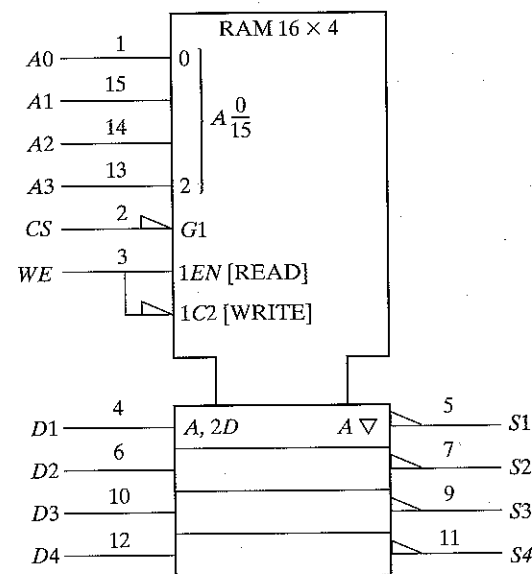 RAM 16 × 4
A0 1 0
A1 15
A 0/15
A2 14
A3 13 2
CS 2 G1
WE 3 1EN [READ]
1C2 [WRITE]
D1 4 A, 2D A ▽ 5 S1
D2 6 7 S2
D3 10 9 S3
D4 12 11 S4